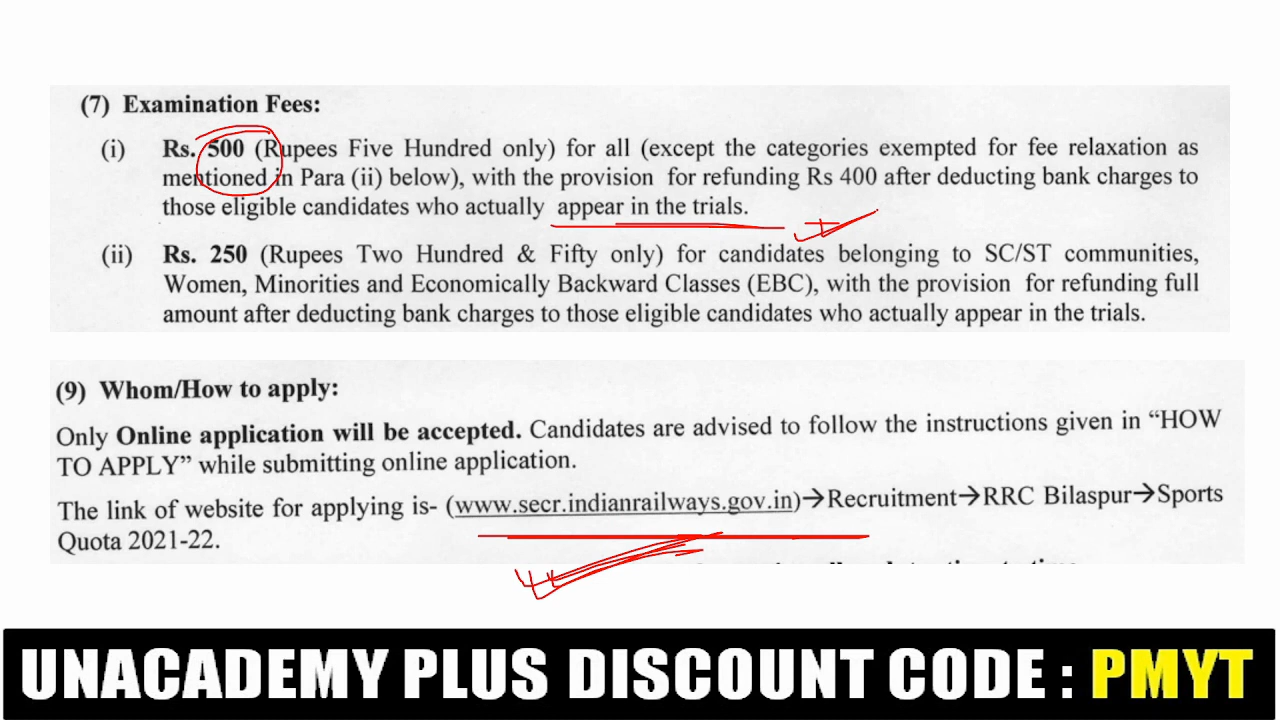 (7) Examination Fees:
(i) Rs. 500 (Rupees Five Hundred only) for all (except the categories exempted for fee relaxation as
mentioned in Para (ii) below), with the provision for refunding Rs 400 after deducting bank charges to
those eligible candidates who actually appear in the trials.
(ii) Rs. 250 (Rupees Two Hundred & Fifty only) for candidates belonging to SC/ST communities,
Women, Minorities and Economically Backward Classes (EBC), with the provision for refunding full
amount after deducting bank charges to those eligible candidates who actually appear in the trials.
(9) Whom/How to apply:
Only Online application will be accepted. Candidates are advised to follow the instructions given in “HOW
TO APPLY” while submitting online application.
The link of website for applying is- (www.secr.indianrailways.gov.in)→Recruitment→RRC Bilaspur→Sports
Quota 2021-22.
UNACADEMY PLUS DISCOUNT CODE : PMYT